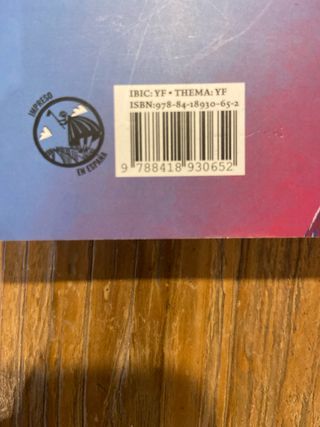 IBIC: YF • THEMA: YF
ISBN:978-84-18930-65-2
9 788418 930652
IMPRESO
EN ESPAÑA